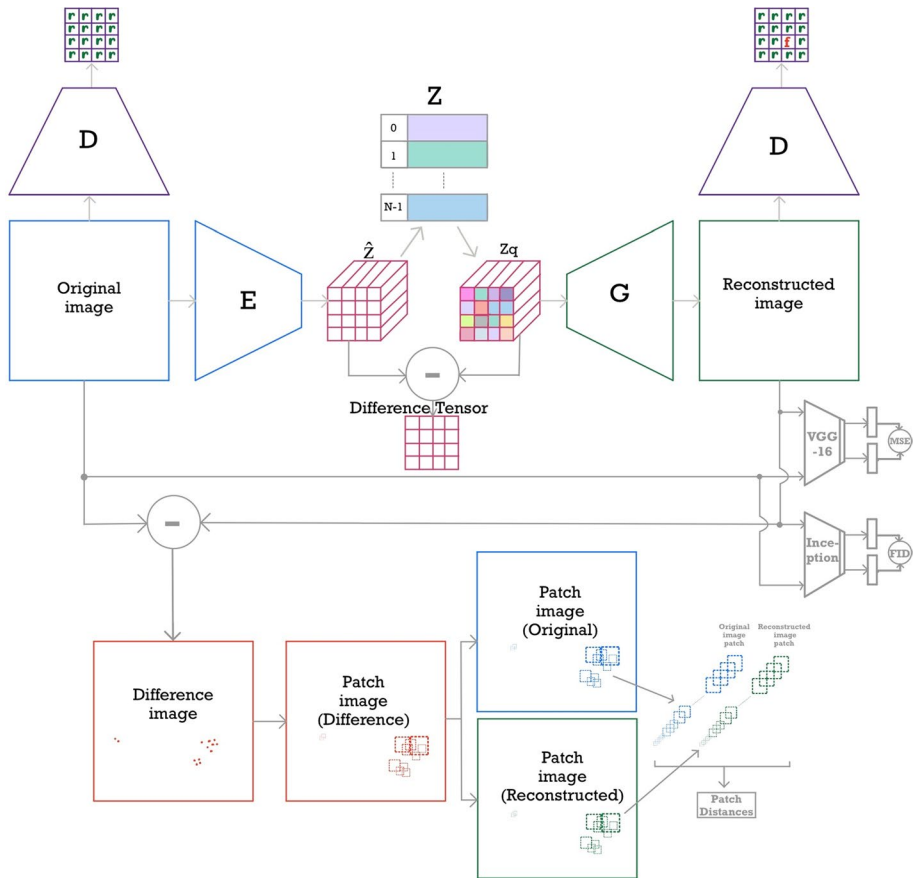 r r r r
r r r r
r r r r
r r r r
r r r r
r r r r
r r f r
r r r r
D
Z
D
0
1
N-1
Original
image
E
Ẑ
Zq
G
Reconstructed
image
-
Difference Tensor
VGG
-16
MSE
-
Ince-
ption
FID
Patch
image
(Original)
Original
image
patch
Reconstructed
image
patch
Difference
image
Patch
image
(Difference)
Patch
image
(Reconstructed)
Patch
Distances